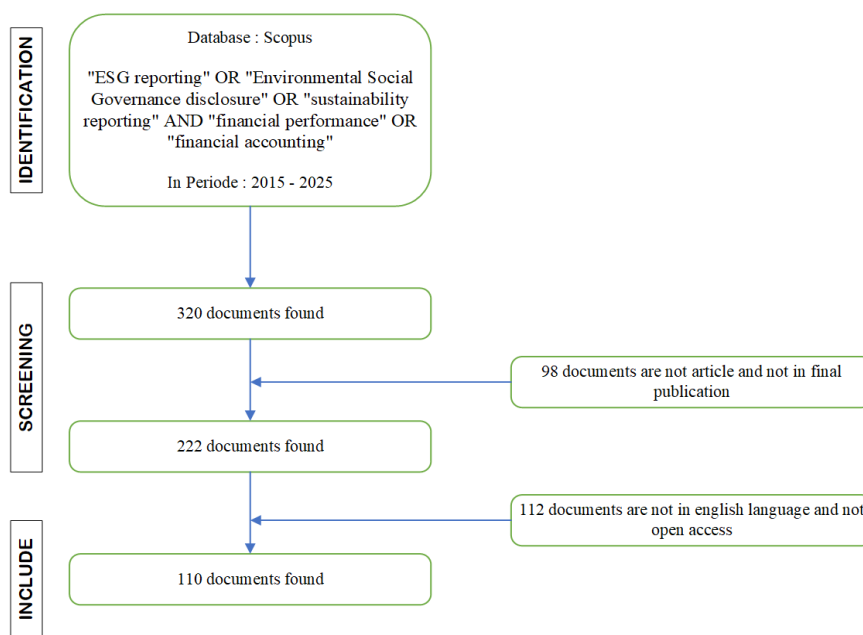 IDENTIFICATION
Database : Scopus
"ESG reporting" OR "Environmental Social
Governance disclosure" OR "sustainability
reporting" AND "financial performance" OR
"financial accounting"
In Periode : 2015 - 2025
SCREENING
320 documents found
98 documents are not article and not in final
publication
222 documents found
112 documents are not in english language and not
open access
INCLUDE
110 documents found